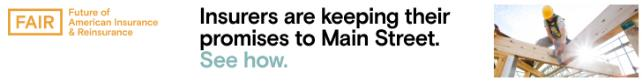 FAIR
Future of
American Insurance
& Reinsurance
Insurers are keeping their
promises to Main Street.
See how.